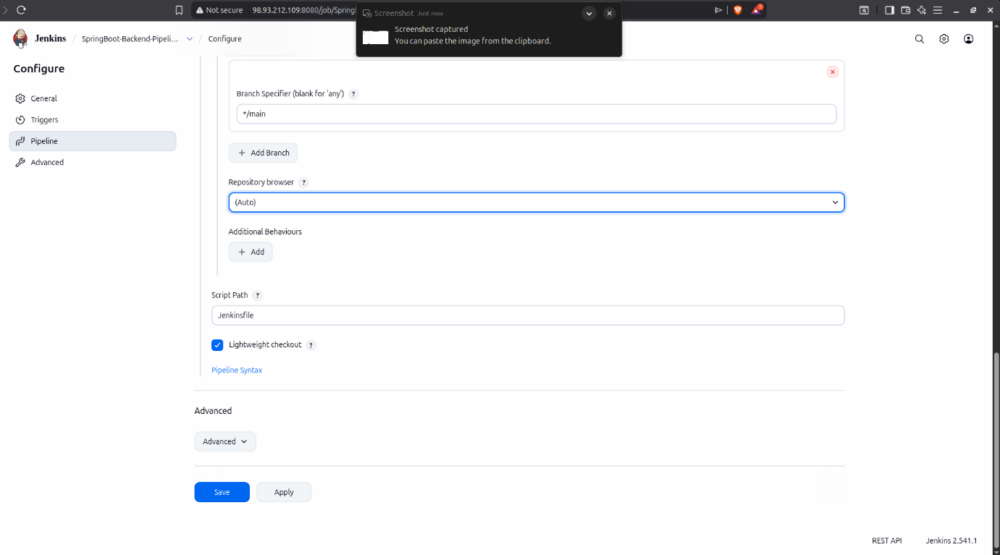 Not secure 98.93.212.109:8080/job/Spring
Screenshot Just now
Screenshot captured
You can paste the image from the clipboard.
Jenkins / SpringBoot-Backend-Pipeli... / Configure
Configure
General
Triggers
Pipeline
Advanced
Branch Specifier (blank for 'any') ?
*/main
+ Add Branch
Repository browser ?
(Auto)
Additional Behaviours
+ Add
Script Path ?
Jenkinsfile
Lightweight checkout ?
Pipeline Syntax
Advanced
Advanced
Save Apply
REST API Jenkins 2.541.1